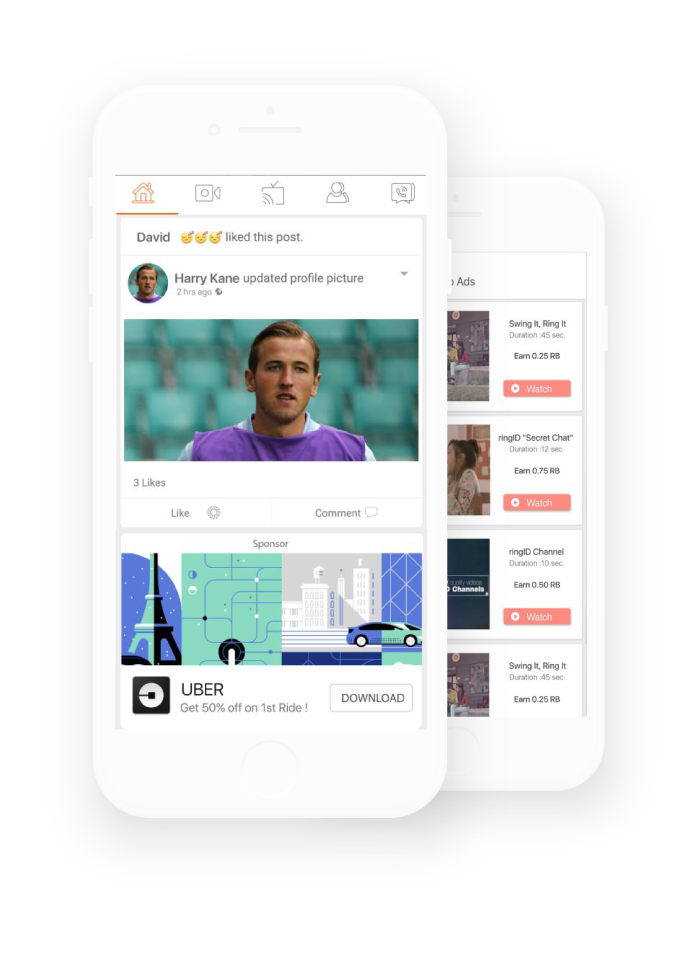 David 🥳🥳🥳 liked this post.
Harry Kane updated profile picture
2 hrs ago
3 Likes
Like
Comment
Sponsor
UBER
Get 50% off on 1st Ride !
DOWNLOAD
Ads
Swing It, Ring It
Duration :45 sec.
Earn 0.25 RB
Watch
ringID "Secret Chat"
Duration :12 sec.
Earn 0.75 RB
Watch
quality videos
Channels
ringID Channel
Duration :10 sec.
Earn 0.50 RB
Watch
Swing It, Ring It
Duration :45 sec.
Earn 0.25 RB